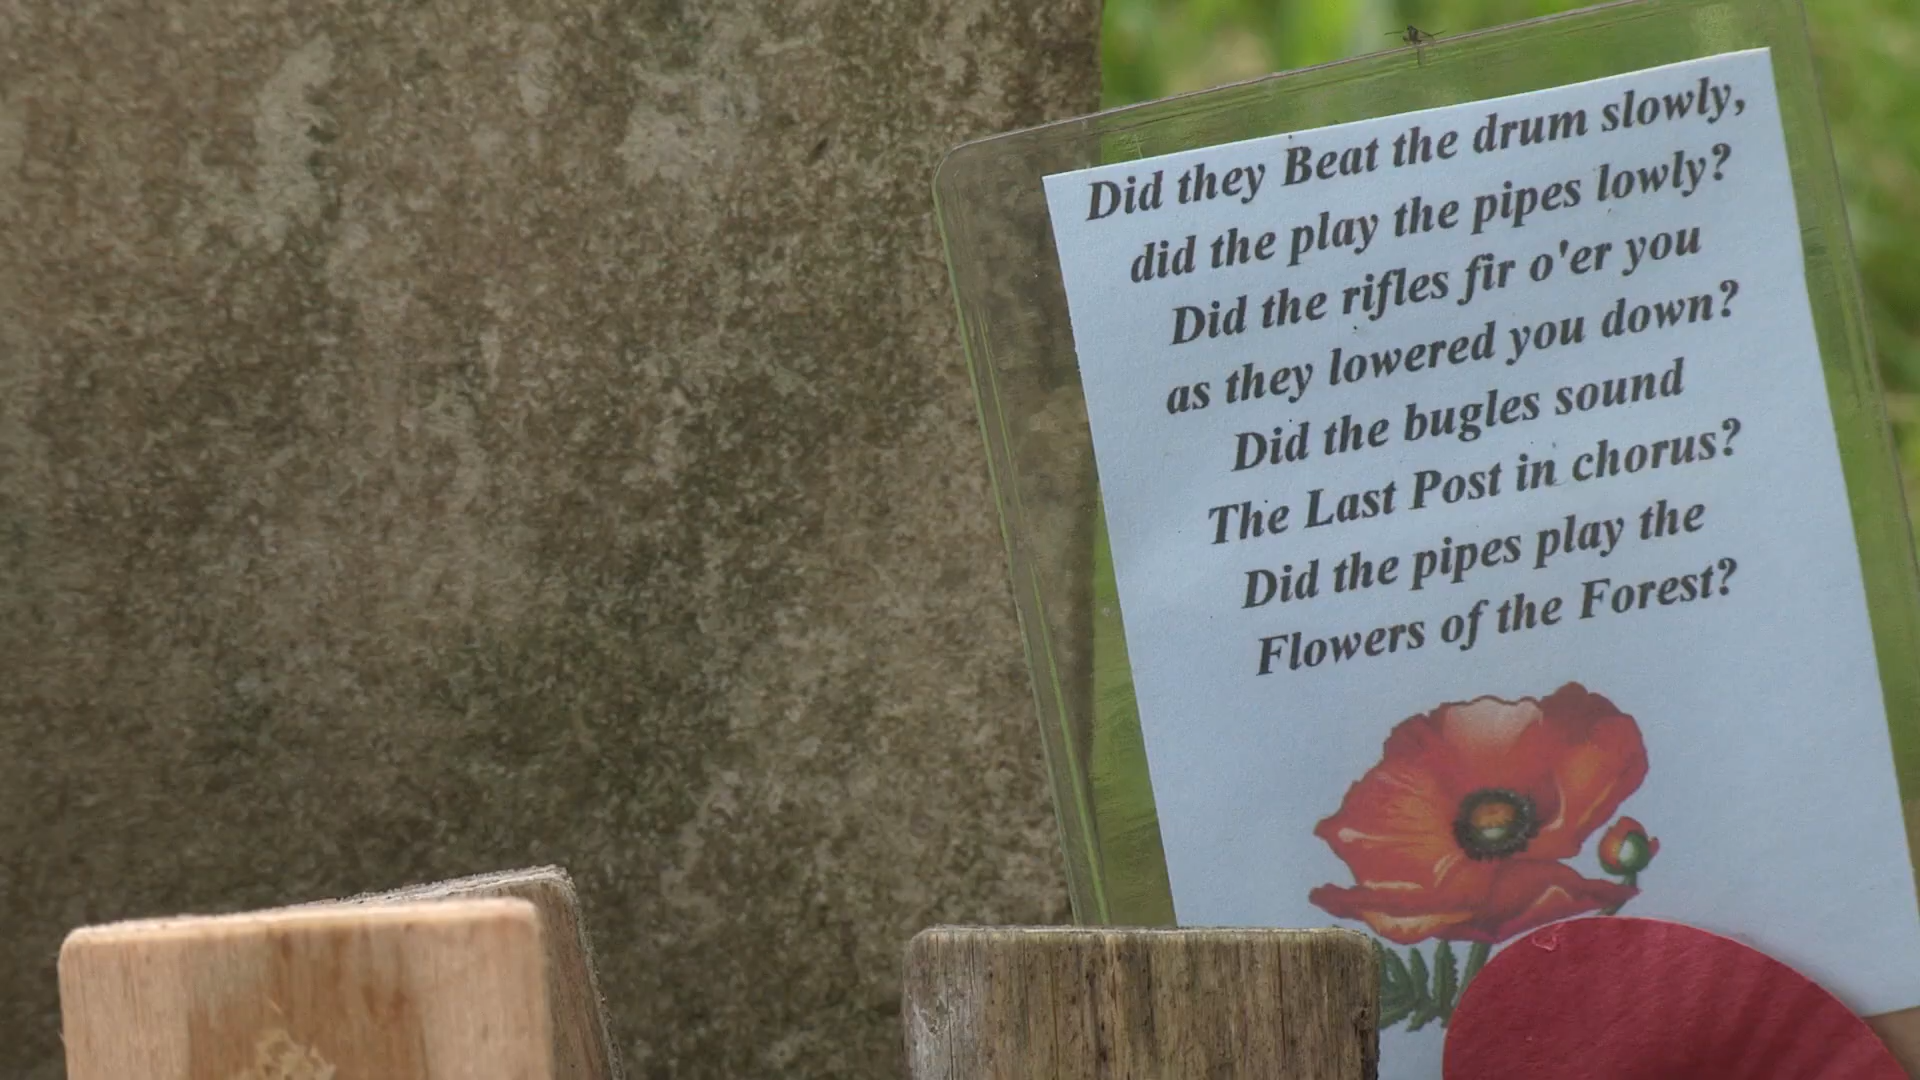 Did they Beat the drum slowly,
did the play the pipes lowly?
Did the rifles fir o'er you
as they lowered you down?
Did the bugles sound
The Last Post in chorus?
Did the pipes play the
Flowers of the Forest?